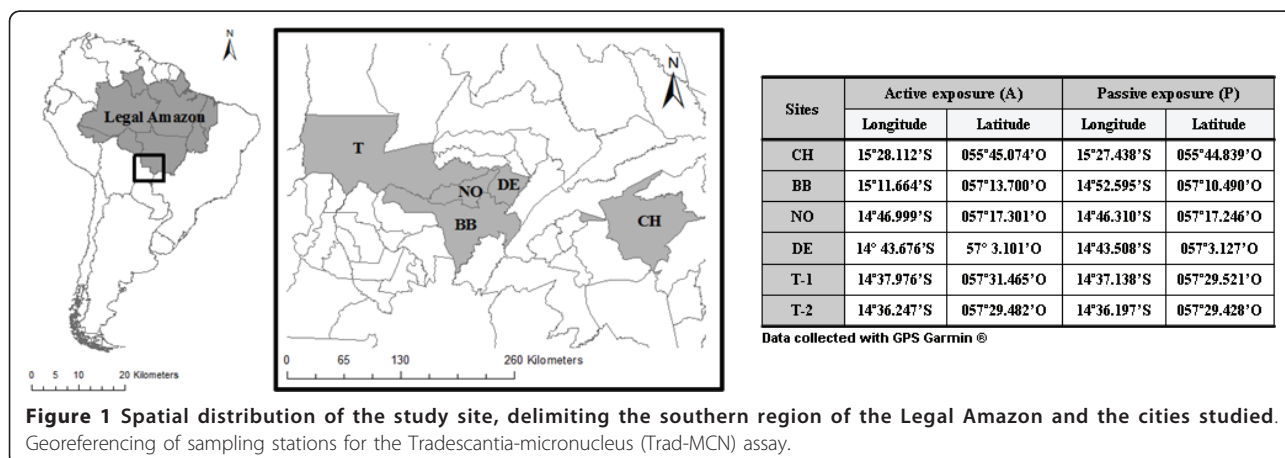 N
Legal Amazon
0 5 10 20 Kilometers
N
T
NO
DE
BB
CH
0 65 130 260 Kilometers
Sites Active exposure (A) Passive exposure (P)
Longitude Latitude Longitude Latitude
CH 15°28.112'S 055°45.074'O 15°27.438'S 055°44.839'O
BB 15°11.664'S 057°13.700'O 14°52.595'S 057°10.490'O
NO 14°46.999'S 057°17.301'O 14°46.310'S 057°17.246'O
DE 14° 43.676'S 57° 3.101'O 14°43.508'S 057°3.127'O
T-1 14°37.976'S 057°31.465'O 14°37.138'S 057°29.521'O
T-2 14°36.247'S 057°29.482'O 14°36.197'S 057°29.428'O
Data collected with GPS Garmin ®
Figure 1 Spatial distribution of the study site, delimiting the southern region of the Legal Amazon and the cities studied.
Georeferencing of sampling stations for the Tradescantia-micronucleus (Trad-MCN) assay.